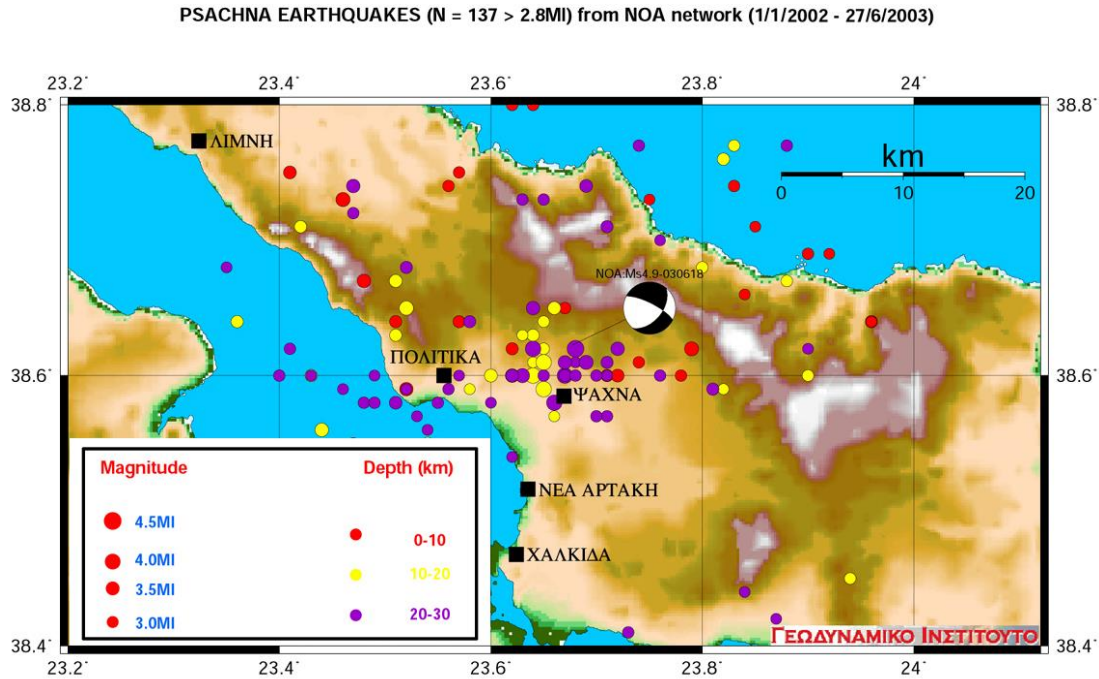 PSACHNA EARTHQUAKES (N = 137 > 2.8Ml) from NOA network (1/1/2002 - 27/6/2003)
23.2˚ 23.4˚ 23.6˚ 23.8˚ 24˚
38.8˚ 38.8˚
ΛΙΜΝΗ
km
0 10 20
NOA:Ms4.9-030618
ΠΟΛΙΤΙΚΑ
38.6˚ 38.6˚
ΨΑΧΝΑ
Magnitude Depth (km)
ΝΕΑ ΑΡΤΑΚΗ
4.5Ml
0-10
ΧΑΛΚΙΔΑ
4.0Ml
10-20
3.5Ml
3.0Ml
20-30
ΓΕΩΔΥΝΑΜΙΚΟ ΙΝΣΤΙΤΟΥΤΟ
38.4˚ 38.4˚
23.2˚ 23.4˚ 23.6˚ 23.8˚ 24˚